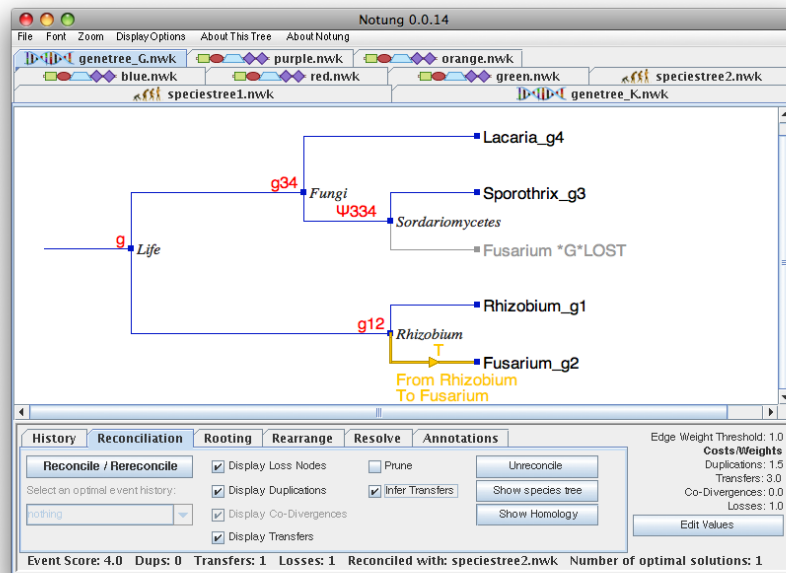 Notung 0.0.14
File Font Zoom Display Options About This Tree About Notung
genetree_G.nwk purple.nwk orange.nwk
blue.nwk red.nwk green.nwk speciestree2.nwk
speciestree1.nwk genetree_K.nwk
Lacaria_g4
g34
Fungi
Sporothrix_g3
Ψ334
Sordariomycetes
g
Life
Fusarium *G*LOST
Rhizobium_g1
g12
Rhizobium
T
Fusarium_g2
From Rhizobium
To Fusarium
History Reconciliation Rooting Rearrange Resolve Annotations
Reconcile / Rereconcile
Select an optimal event history:
nothing
Display Loss Nodes
Display Duplications
Display Co-Divergences
Display Transfers
Prune
Infer Transfers
Unreconcile
Show species tree
Show Homology
Edge Weight Threshold: 1.0
Costs/Weights
Duplications: 1.5
Transfers: 3.0
Co-Divergences: 0.0
Losses: 1.0
Edit Values
Event Score: 4.0 Dups: 0 Transfers: 1 Losses: 1 Reconciled with: speciestree2.nwk Number of optimal solutions: 1